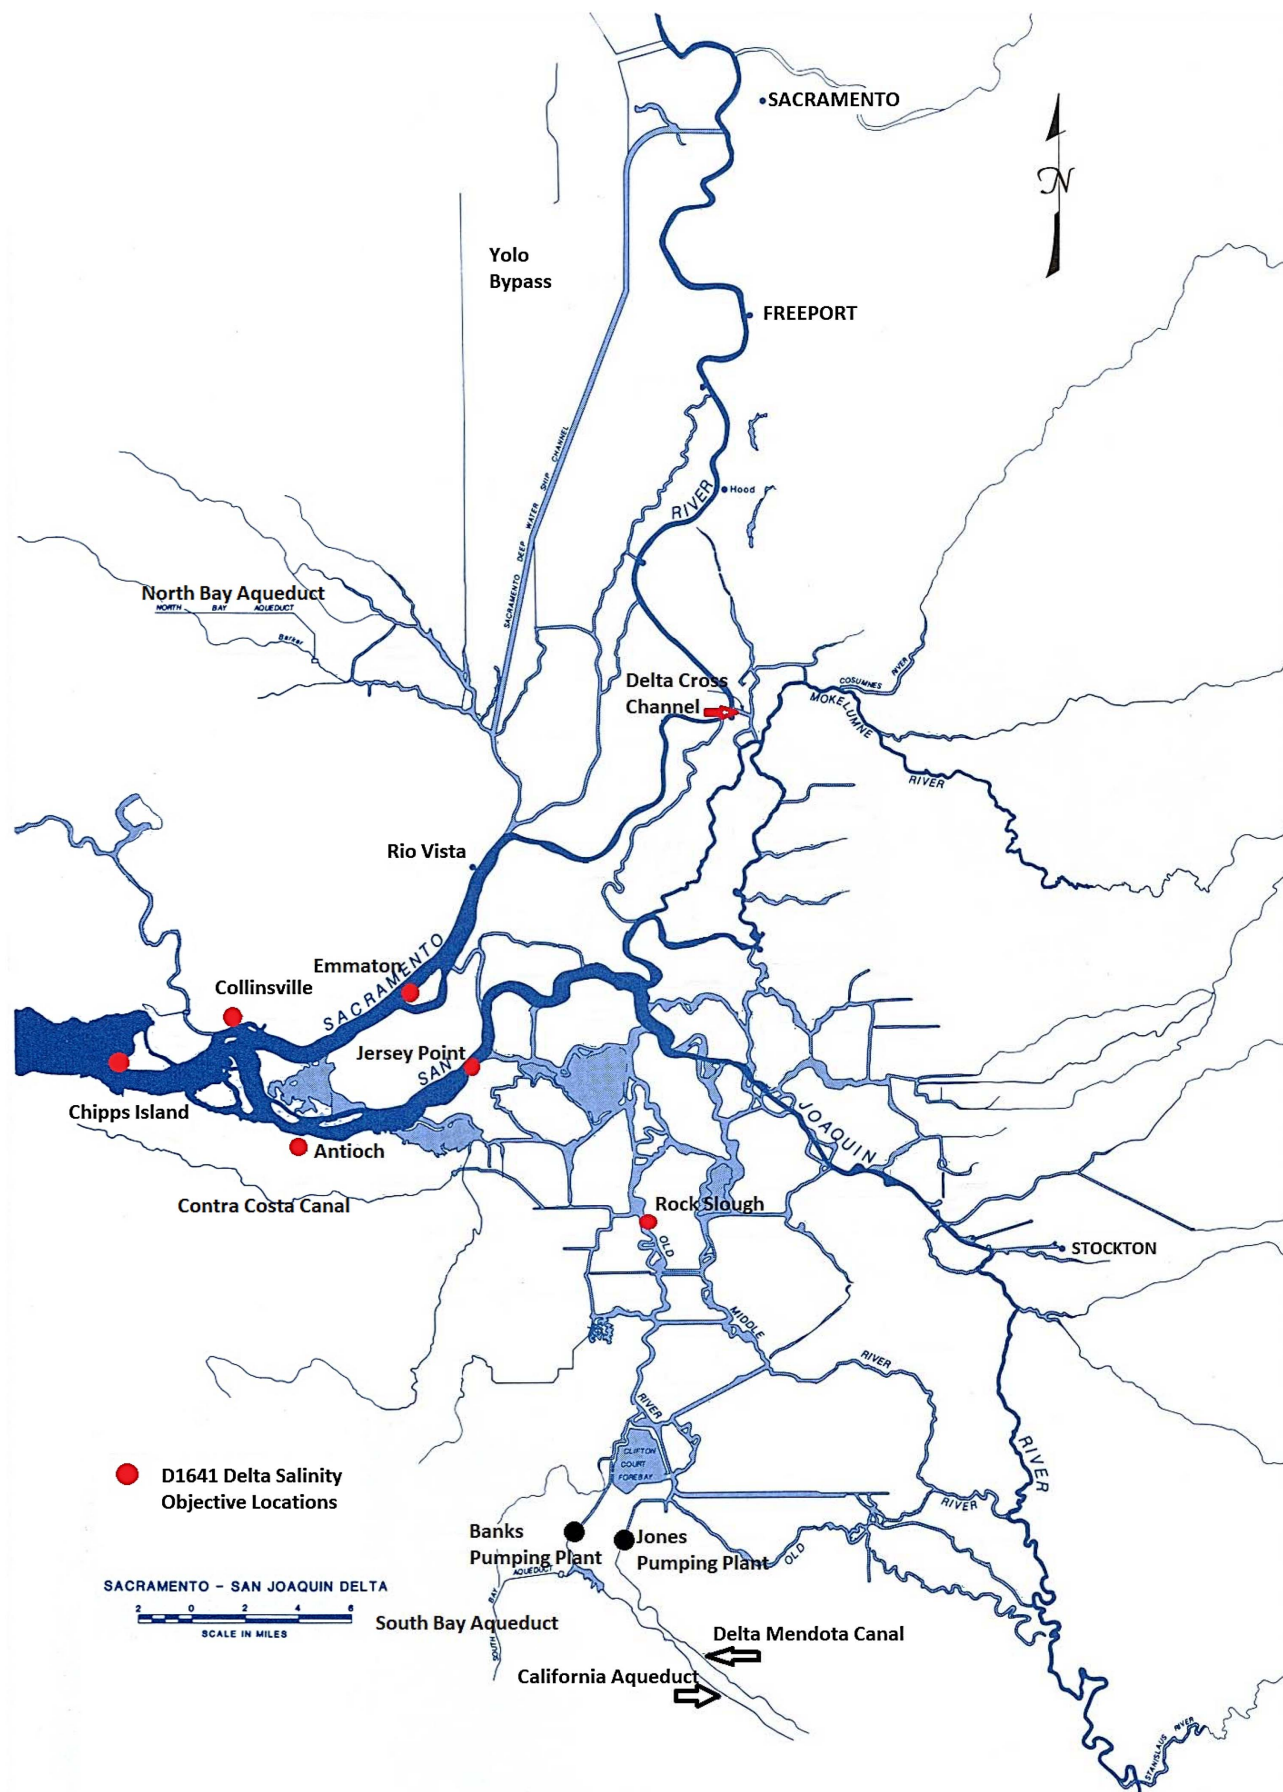 SACRAMENTO
N
Yolo
Bypass
FREEPORT
SACRAMENTO DEEP WATER SHIP CHANNEL
RIVER
Hood
North Bay Aqueduct
NORTH BAY AQUEDUCT
Barker
Delta Cross
Channel
COSUMNES RIVER
MOKELUMNE
RIVER
Rio Vista
Emmaton
SACRAMENTO
Collinsville
Jersey Point
SAN
Chipps Island
JOAQUIN
Antioch
Contra Costa Canal
Rock Slough
OLD
STOCKTON
MIDDLE
RIVER
RIVER
RIVER
CLIFTON
COURT
FOREBAY
D1641 Delta Salinity
Objective Locations
RIVER
Banks
Pumping Plant
Jones
Pumping Plant
OLD
SACRAMENTO – SAN JOAQUIN DELTA
2 0 2 4 6
SCALE IN MILES
SOUTH BAY AQUEDUCT
South Bay Aqueduct
Delta Mendota Canal
California Aqueduct
STANISLAUS RIVER